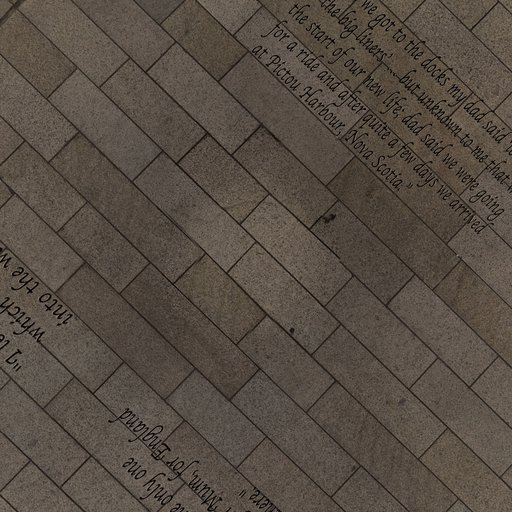 we got to the docks my dad said
the big liners'... but unknown to me that
the start of our new life; dad said we were going
for a ride and after quite a few days we arrived
at Pictou Harbour, Nova Scotia."
into the
which
"g
only one
Mum, for England
were "